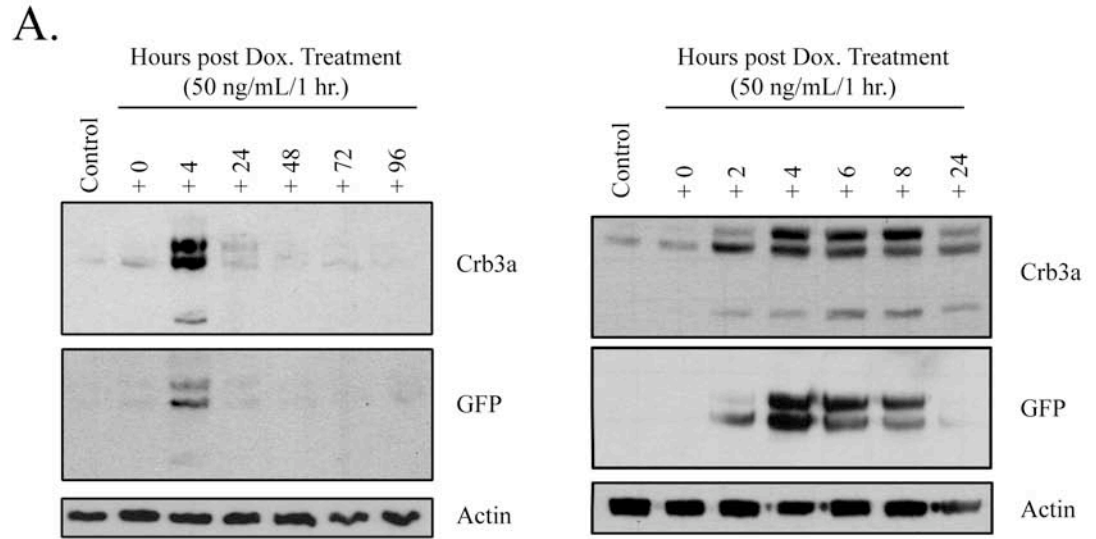 A.
Hours post Dox. Treatment
(50 ng/mL/1 hr.)
Control
+ 0
+ 4
+ 24
+ 48
+ 72
+ 96
Crb3a
GFP
Actin
Hours post Dox. Treatment
(50 ng/mL/1 hr.)
Control
+ 0
+ 2
+ 4
+ 6
+ 8
+ 24
Crb3a
GFP
Actin